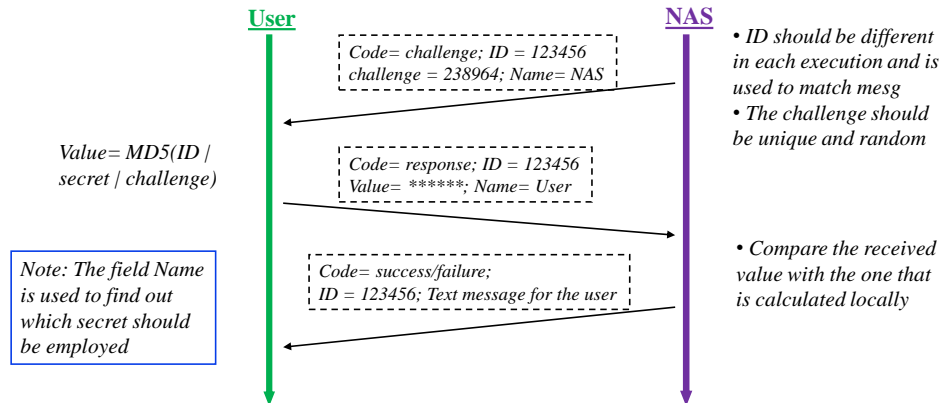 User
NAS
Code= challenge; ID = 123456
challenge = 238964; Name= NAS
• ID should be different
in each execution and is
used to match mesg
• The challenge should
be unique and random
Value= MD5(ID |
secret | challenge)
Code= response; ID = 123456
Value= ******; Name= User
Note: The field Name
is used to find out
which secret should
be employed
Code= success/failure;
ID = 123456; Text message for the user
• Compare the received
value with the one that
is calculated locally